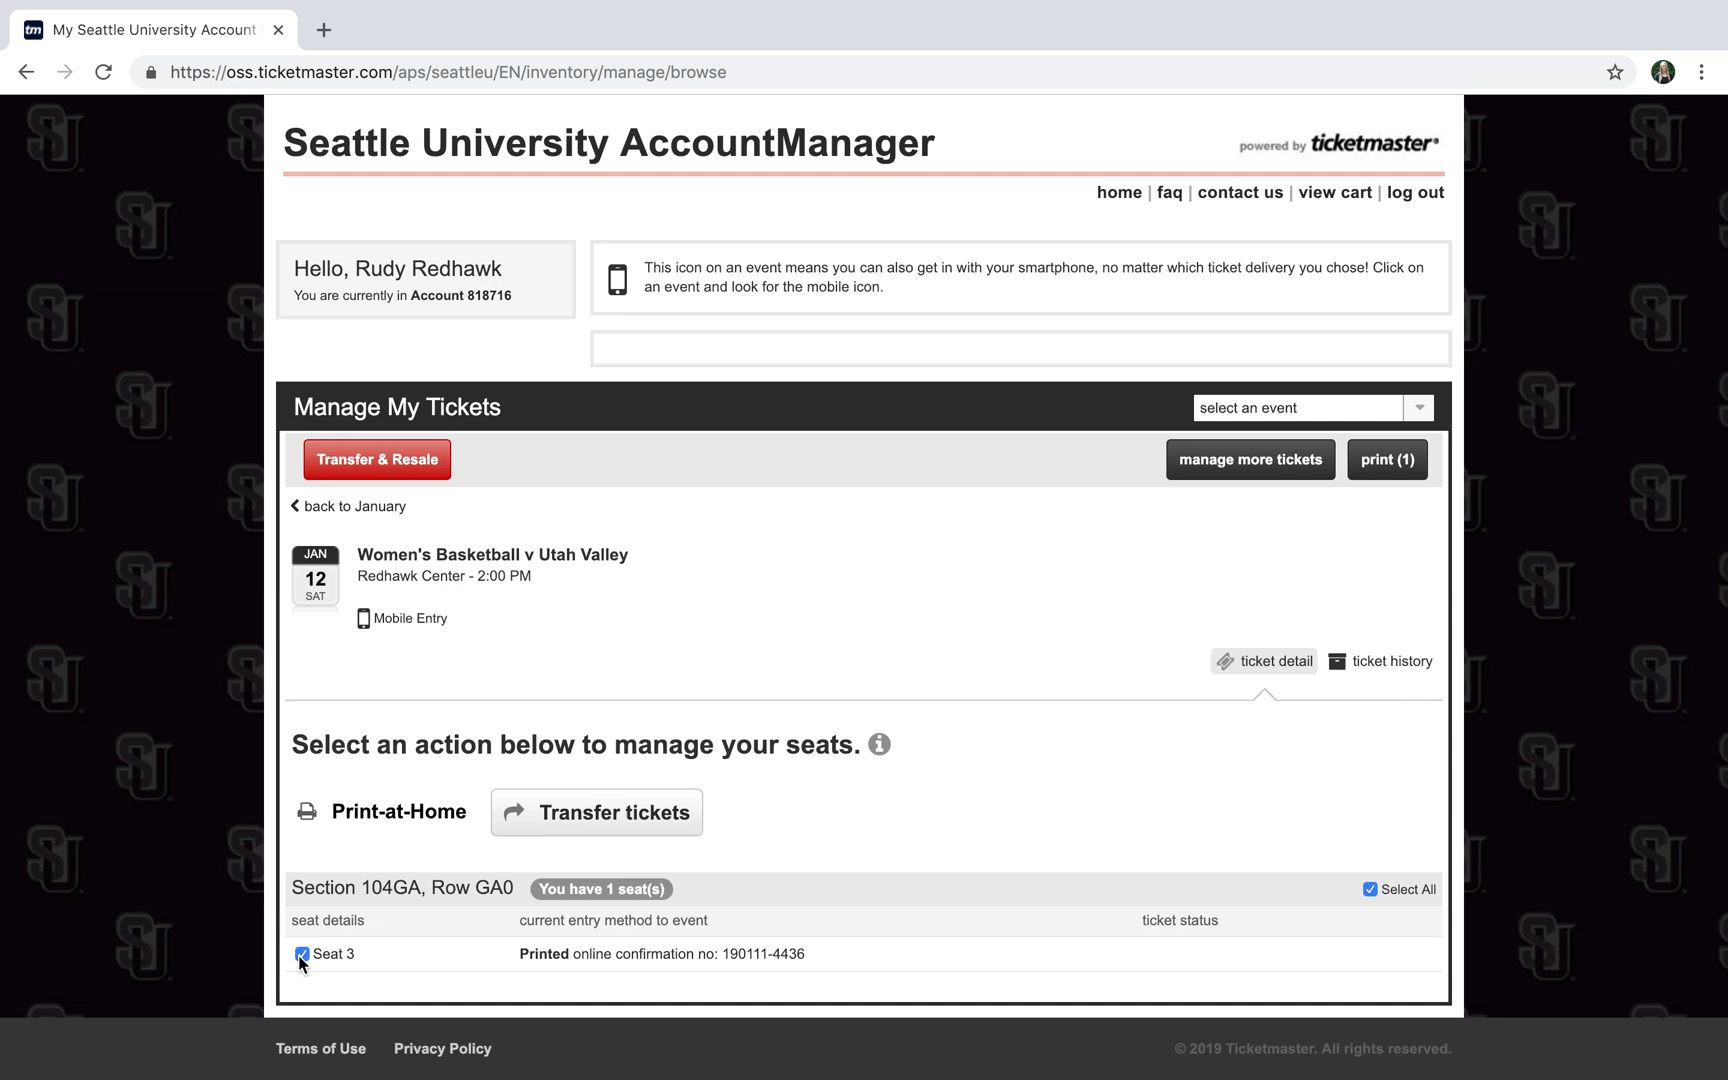 tm My Seattle University Account
https://oss.ticketmaster.com/aps/seattleu/EN/inventory/manage/browse
Seattle University AccountManager
powered by ticketmaster®
home | faq | contact us | view cart | log out
Hello, Rudy Redhawk
You are currently in Account 818716
This icon on an event means you can also get in with your smartphone, no matter which ticket delivery you chose! Click on
an event and look for the mobile icon.
Manage My Tickets
select an event
Transfer & Resale
manage more tickets
print (1)
back to January
JAN
12
SAT
Women's Basketball v Utah Valley
Redhawk Center - 2:00 PM
Mobile Entry
ticket detail
ticket history
Select an action below to manage your seats.
Print-at-Home
Transfer tickets
Section 104GA, Row GA0
You have 1 seat(s)
Select All
seat details
current entry method to event
ticket status
Seat 3
Printed online confirmation no: 190111-4436
Terms of Use
Privacy Policy
© 2019 Ticketmaster. All rights reserved.